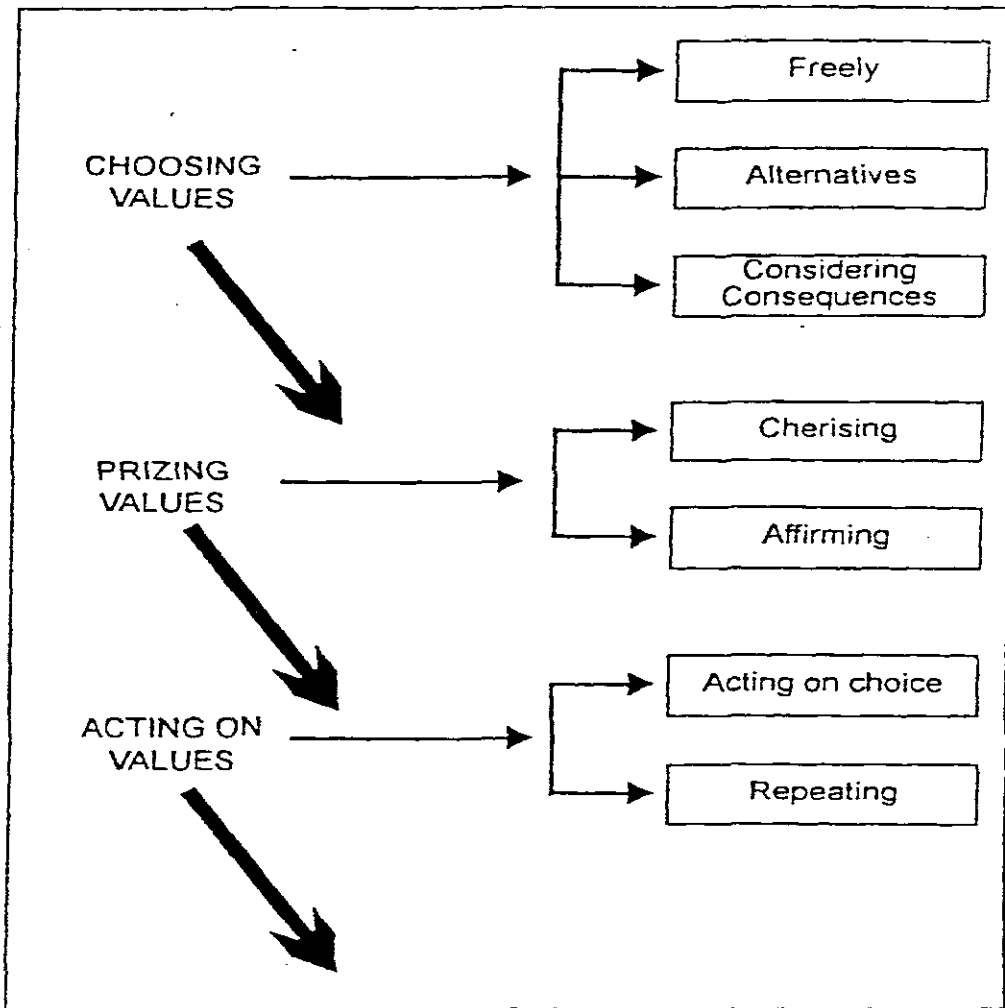 CHOOSING
VALUES
Freely
Alternatives
Considering
Consequences
PRIZING
VALUES
Cherising
Affirming
ACTING ON
VALUES
Acting on choice
Repeating